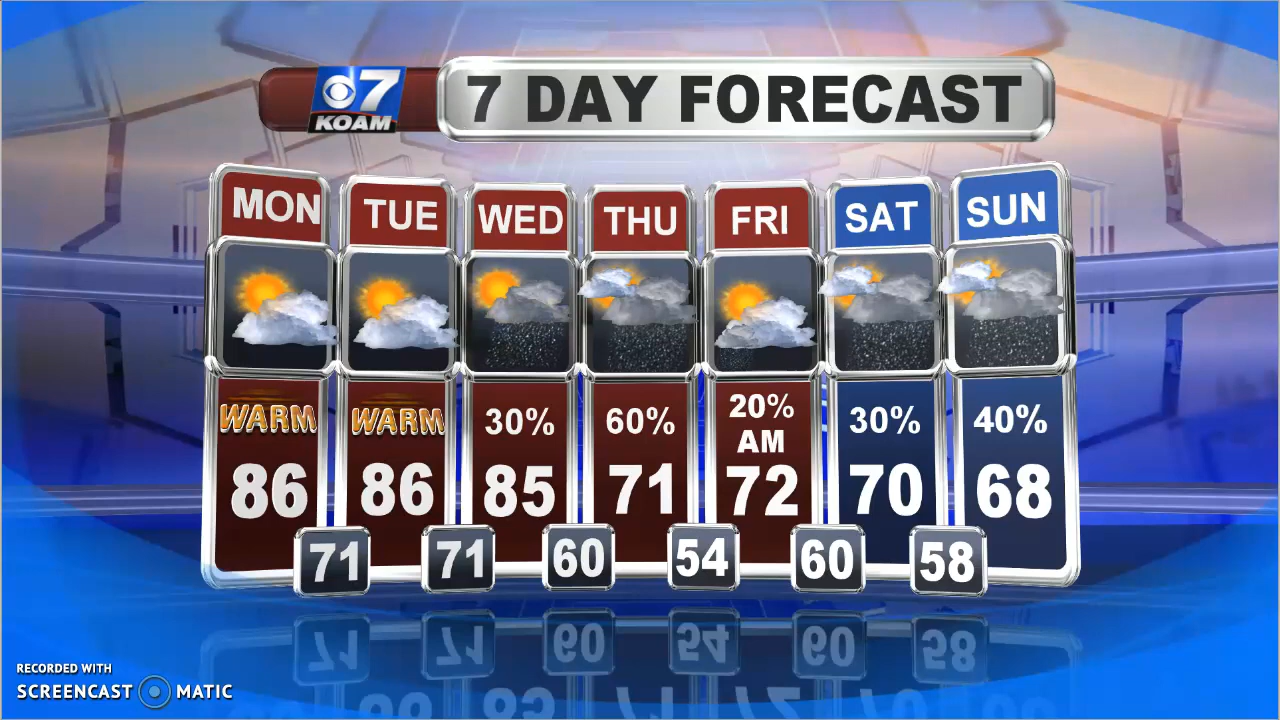 7
KOAM
7 DAY FORECAST
MON TUE WED THU FRI SAT SUN
WARM WARM 30% 60% 20% AM 30% 40%
86 86 85 71 72 70 68
71 71 60 54 60 58
RECORDED WITH
SCREENCAST MATIC